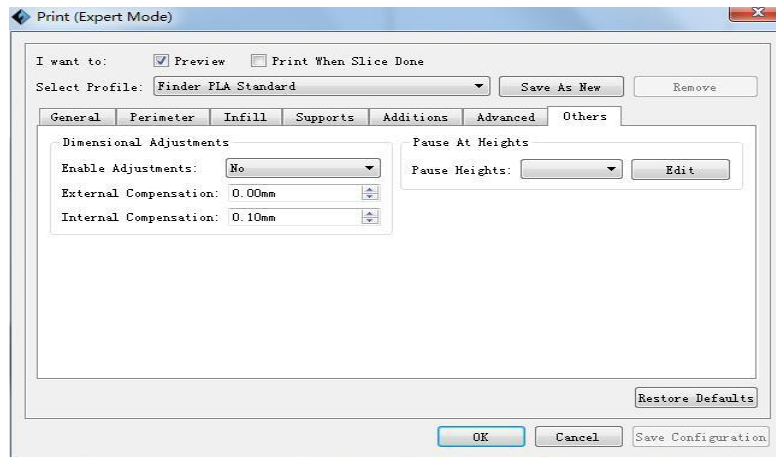 Print (Expert Mode)
I want to: Preview Print When Slice Done
Select Profile: Finder PLA Standard Save As New Remove
General Perimeter Infill Supports Additions Advanced Others
Dimensional Adjustments Pause At Heights
Enable Adjustments: No Pause Heights: Edit
External Compensation: 0.00mm
Internal Compensation: 0.10mm
Restore Defaults
OK Cancel Save Configuration